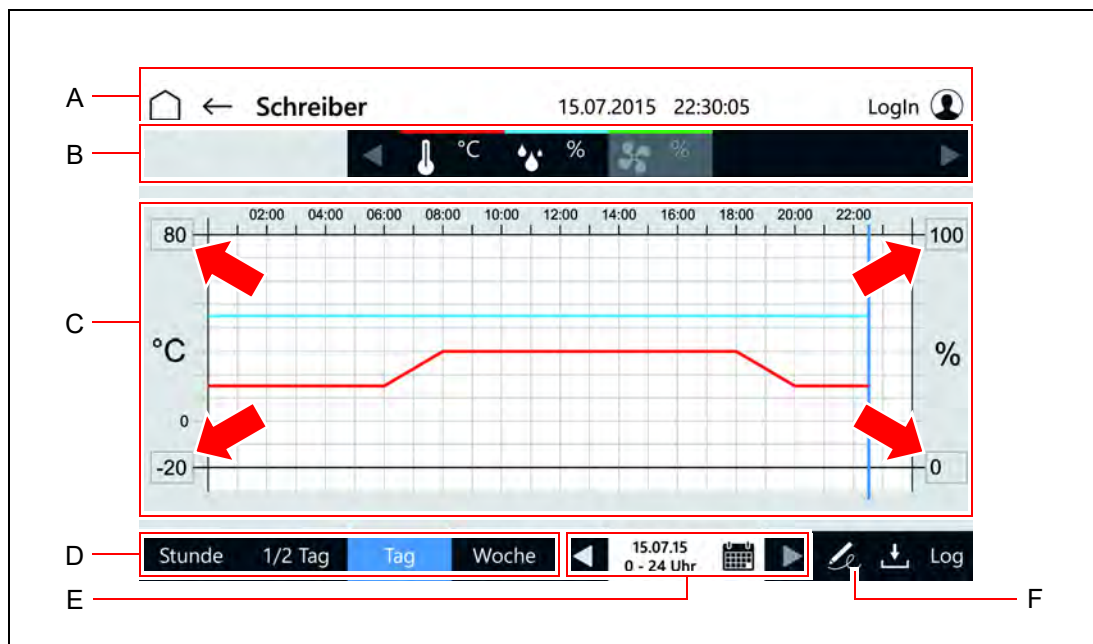 A
Schreiber 15.07.2015 22:30:05 LogIn
B
°C % %
02:00 04:00 06:00 08:00 10:00 12:00 14:00 16:00 18:00 20:00 22:00
80 100
C
°C %
0
-20 0
D
Stunde 1/2 Tag Tag Woche
15.07.15
0 - 24 Uhr
Log
E
F